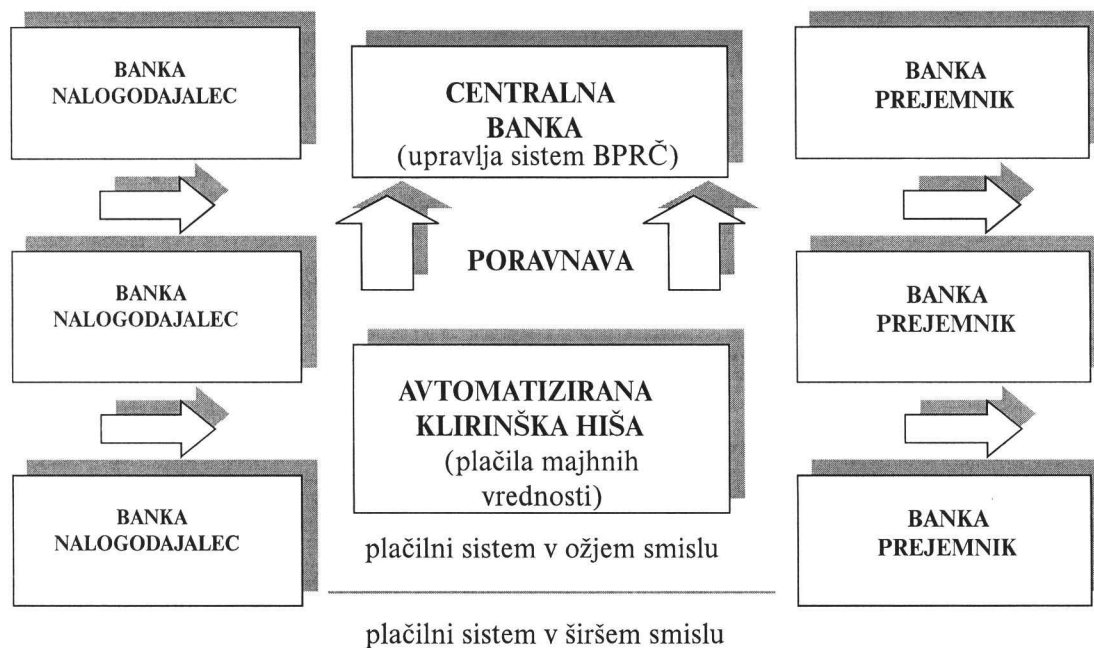 BANKA
NALOGODAJALEC
BANKA
NALOGODAJALEC
BANKA
NALOGODAJALEC
CENTRALNA
BANKA
(upravlja sistem BPRČ)
PORAVNAVA
AVTOMATIZIRANA
KLIRINŠKA HIŠA
(plačila majhnih
vrednosti)
plačilni sistem v ožjem smislu
plačilni sistem v širšem smislu
BANKA
PREJEMNIK
BANKA
PREJEMNIK
BANKA
PREJEMNIK